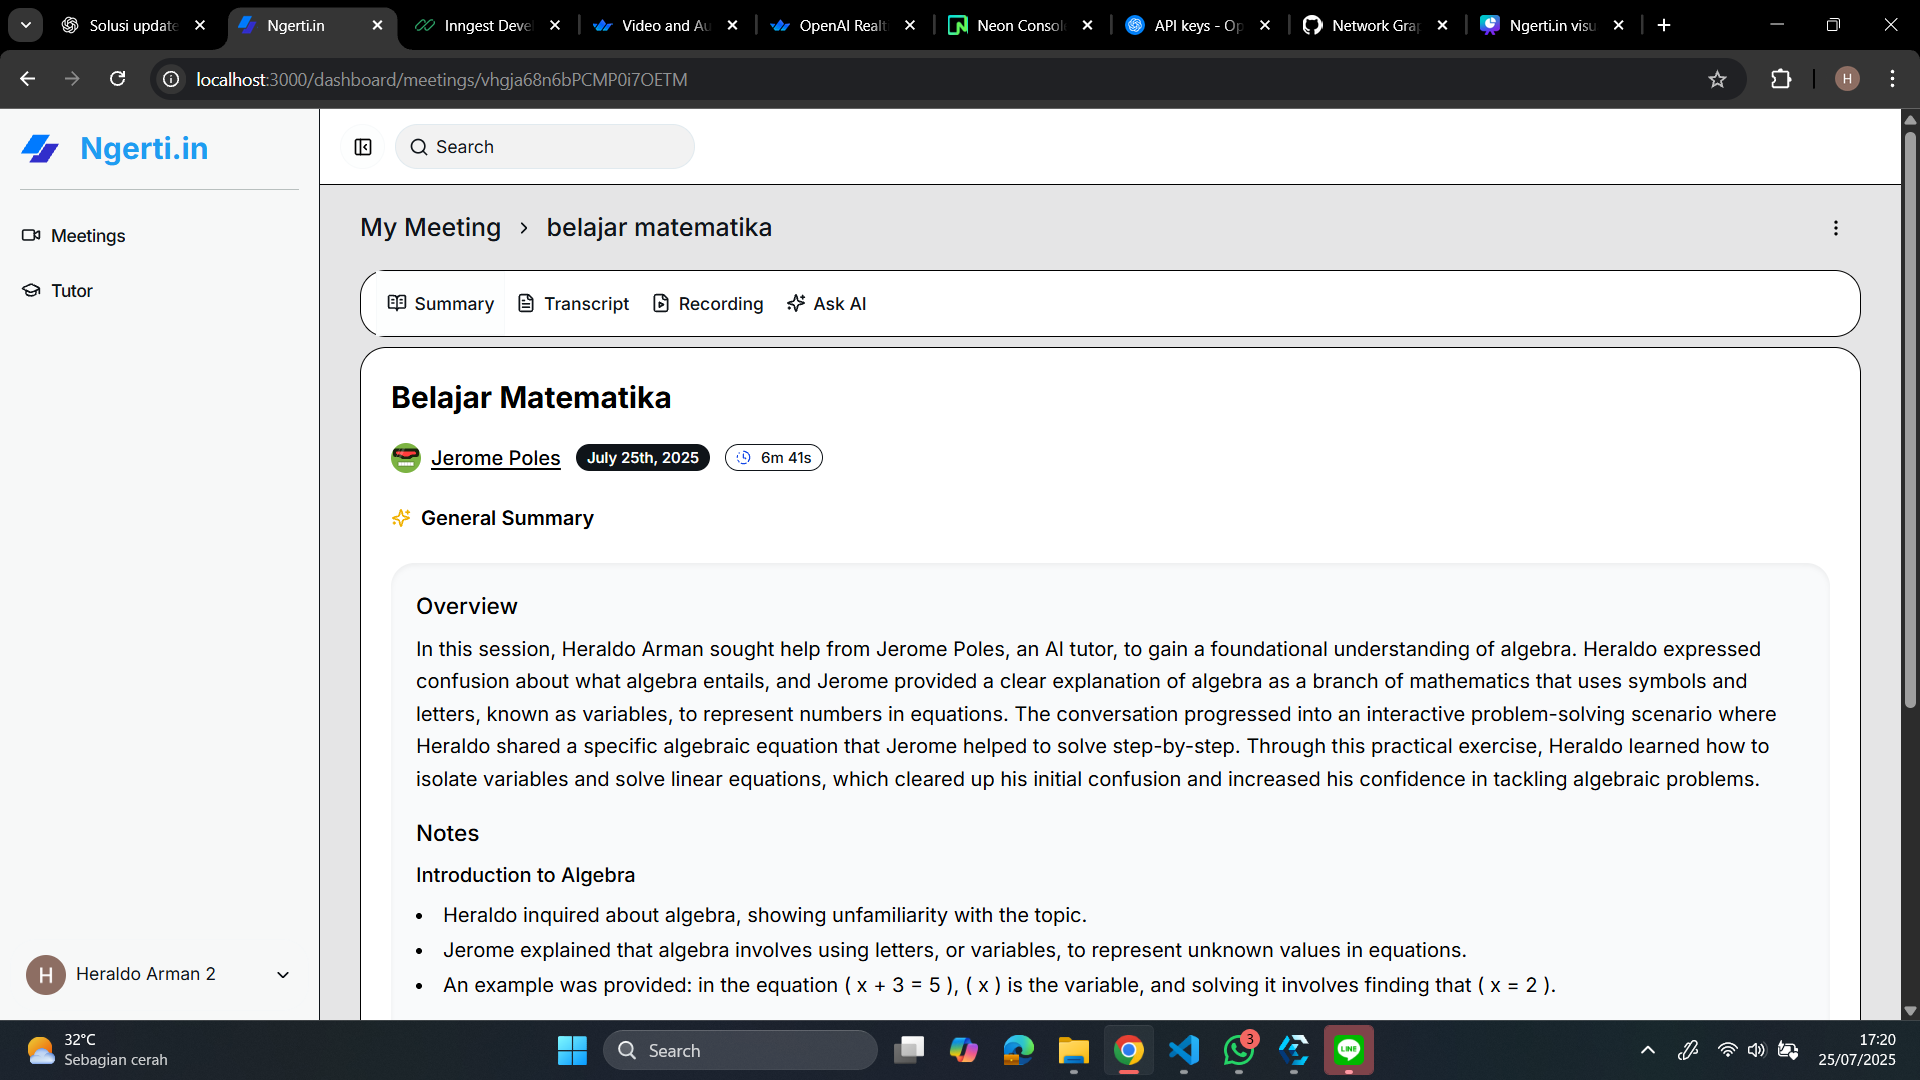 Solusi update
Ngerti.in
Inngest Devel
Video and Au
OpenAI Realt
Neon Consol
API keys - Op
Network Grap
Ngerti.in visu
localhost:3000/dashboard/meetings/vhgja68n6bPCMP0i7OETM
H
Ngerti.in
Search
Meetings
Tutor
My Meeting
belajar matematika
Summary
Transcript
Recording
Ask AI
Belajar Matematika
Jerome Poles
July 25th, 2025
6m 41s
General Summary
Overview
In this session, Heraldo Arman sought help from Jerome Poles, an AI tutor, to gain a foundational understanding of algebra. Heraldo expressed
confusion about what algebra entails, and Jerome provided a clear explanation of algebra as a branch of mathematics that uses symbols and
letters, known as variables, to represent numbers in equations. The conversation progressed into an interactive problem-solving scenario where
Heraldo shared a specific algebraic equation that Jerome helped to solve step-by-step. Through this practical exercise, Heraldo learned how to
isolate variables and solve linear equations, which cleared up his initial confusion and increased his confidence in tackling algebraic problems.
Notes
Introduction to Algebra
• Heraldo inquired about algebra, showing unfamiliarity with the topic.
• Jerome explained that algebra involves using letters, or variables, to represent unknown values in equations.
• An example was provided: in the equation ( x + 3 = 5 ), ( x ) is the variable, and solving it involves finding that ( x = 2 ).
H
Heraldo Arman 2
32°C
Sebagian cerah
Search
3
LINE
17:20
25/07/2025